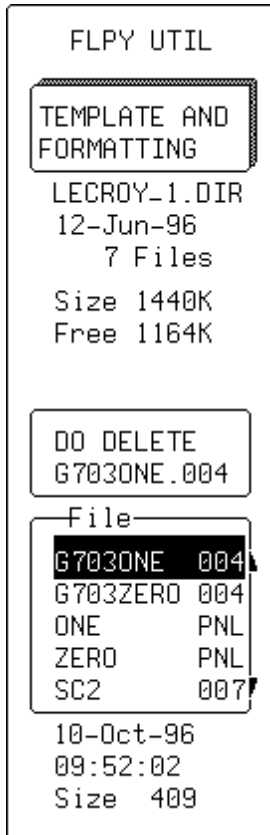 FLPY UTIL
TEMPLATE AND
FORMATTING
LECROY_1.DIR
12-Jun-96
7 Files
Size 1440K
Free 1164K
DO DELETE
G703ONE.004
File
G703ONE 004
G703ZERO 004
ONE PNL
ZERO PNL
SC2 007
10-Oct-96
09:52:02
Size 409